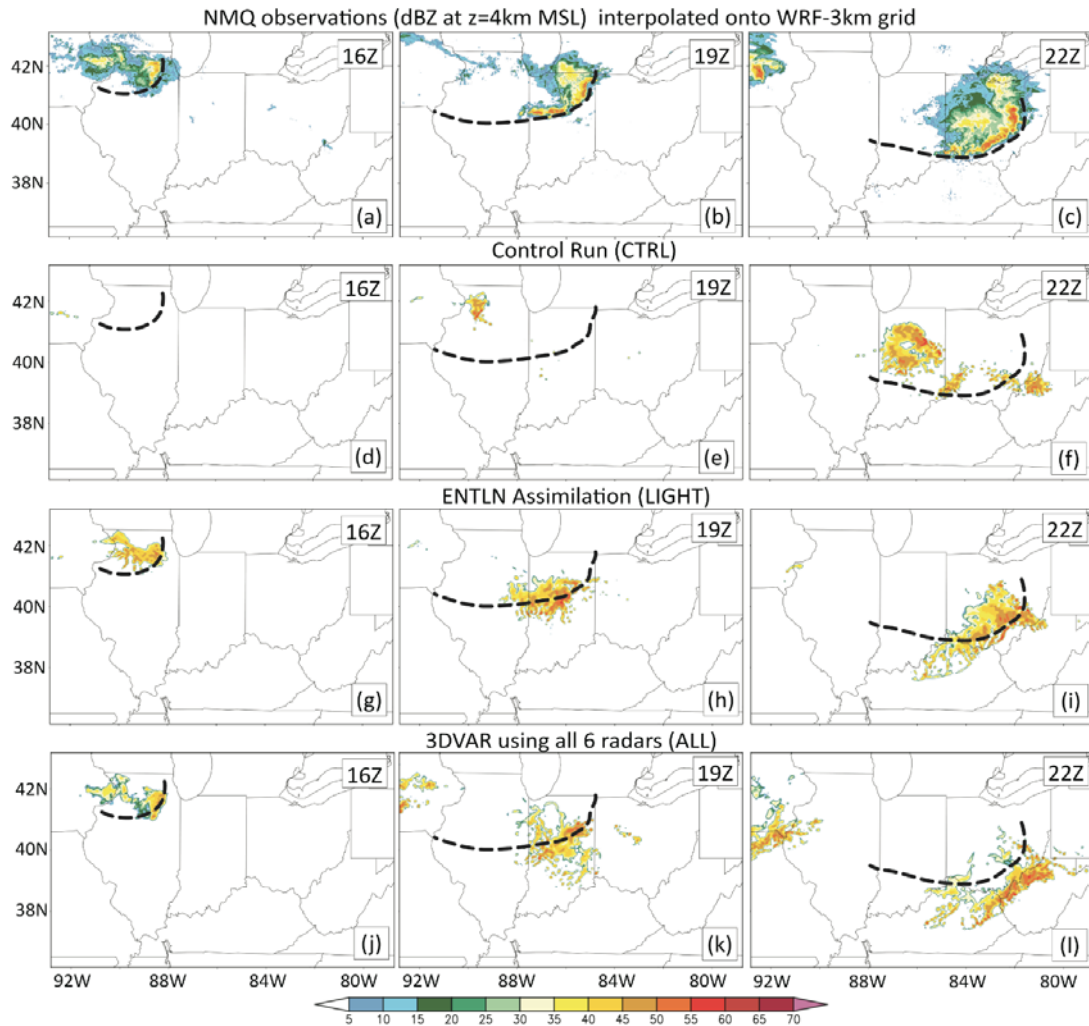 NMQ observations (dBZ at z=4km MSL) interpolated onto WRF-3km grid
16Z
19Z
22Z
42N
40N
38N
(a)
(b)
(c)
Control Run (CTRL)
16Z
19Z
22Z
42N
40N
38N
(d)
(e)
(f)
ENTLN Assimilation (LIGHT)
16Z
19Z
22Z
42N
40N
38N
(g)
(h)
(i)
3DVAR using all 6 radars (ALL)
16Z
19Z
22Z
42N
40N
38N
(j)
(k)
(l)
92W 88W 84W 80W 92W 88W 84W 80W 92W 88W 84W 80W
5 10 15 20 25 30 35 40 45 50 55 60 65 70